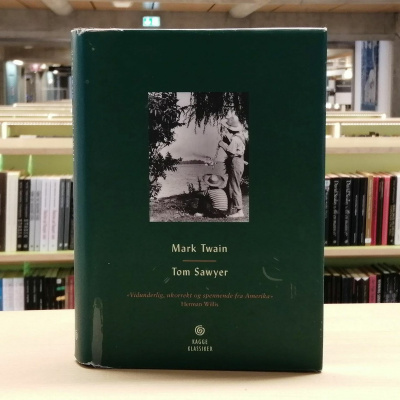 Mark Twain
Tom Sawyer
«Vidunderlig, ukorrekt og spennende fra Amerika»
Herman Willis
KAGGE
KLASSIKER